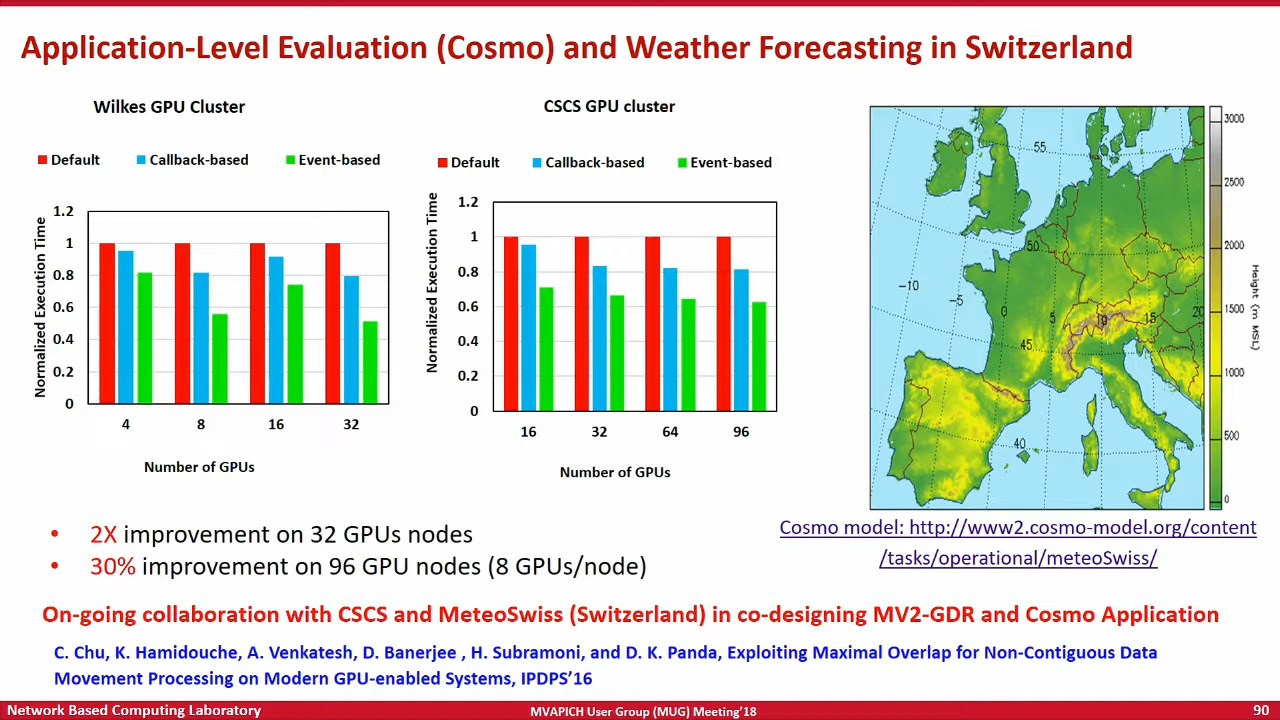 Application-Level Evaluation (Cosmo) and Weather Forecasting in Switzerland
Wilkes GPU Cluster
Default Callback-based Event-based
Normalized Execution Time
1.2
1
0.8
0.6
0.4
0.2
0
4 8 16 32
Number of GPUs
CSCS GPU cluster
Default Callback-based Event-based
Normalized Execution Time
1.2
1
0.8
0.6
0.4
0.2
0
16 32 64 96
Number of GPUs
55
50
-10
-5
0 5 10 15 20
45
40
3000
2500
2000
1500
1000
500
0
Height (m MSL)
Cosmo model: http://www2.cosmo-model.org/content
/tasks/operational/meteoSwiss/
• 2X improvement on 32 GPUs nodes
• 30% improvement on 96 GPU nodes (8 GPUs/node)
On-going collaboration with CSCS and MeteoSwiss (Switzerland) in co-designing MV2-GDR and Cosmo Application
C. Chu, K. Hamidouche, A. Venkatesh, D. Banerjee , H. Subramoni, and D. K. Panda, Exploiting Maximal Overlap for Non-Contiguous Data
Movement Processing on Modern GPU-enabled Systems, IPDPS'16
Network Based Computing Laboratory
MVAPICH User Group (MUG) Meeting'18
90